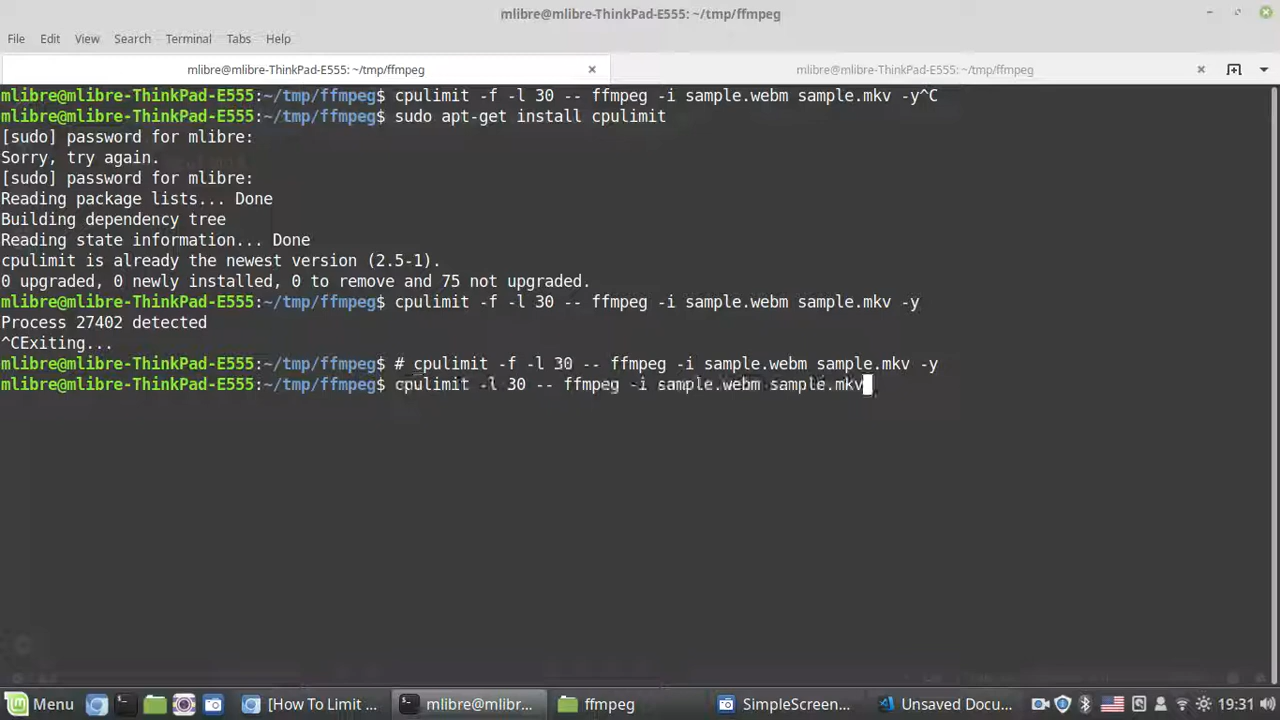 mlibre@mlibre-ThinkPad-E555: ~/tmp/ffmpeg
File Edit View Search Terminal Tabs Help
mlibre@mlibre-ThinkPad-E555: ~/tmp/ffmpeg mlibre@mlibre-ThinkPad-E555: ~/tmp/ffmpeg
mlibre@mlibre-ThinkPad-E555:~/tmp/ffmpeg$ cpulimit -f -l 30 -- ffmpeg -i sample.webm sample.mkv -y^C
mlibre@mlibre-ThinkPad-E555:~/tmp/ffmpeg$ sudo apt-get install cpulimit
[sudo] password for mlibre:
Sorry, try again.
[sudo] password for mlibre:
Reading package lists... Done
Building dependency tree
Reading state information... Done
cpulimit is already the newest version (2.5-1).
0 upgraded, 0 newly installed, 0 to remove and 75 not upgraded.
mlibre@mlibre-ThinkPad-E555:~/tmp/ffmpeg$ cpulimit -f -l 30 -- ffmpeg -i sample.webm sample.mkv -y
Process 27402 detected
^CExiting...
mlibre@mlibre-ThinkPad-E555:~/tmp/ffmpeg$ # cpulimit -f -l 30 -- ffmpeg -i sample.webm sample.mkv -y
mlibre@mlibre-ThinkPad-E555:~/tmp/ffmpeg$ cpulimit -l 30 -- ffmpeg -i sample.webm sample.mkv
Menu [How To Limit ... mlibre@mlibr... ffmpeg SimpleScreen... Unsaved Docu... 19:31